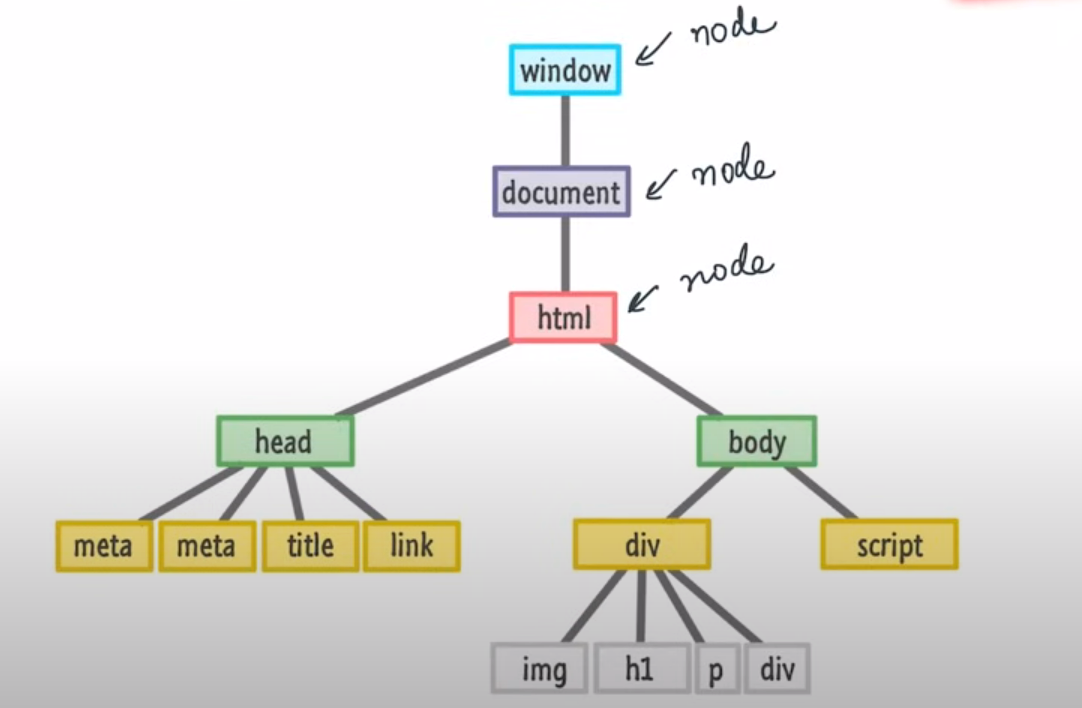 node
window
node
document
node
html
head
body
meta
meta
title
link
div
script
img
h1
p
div